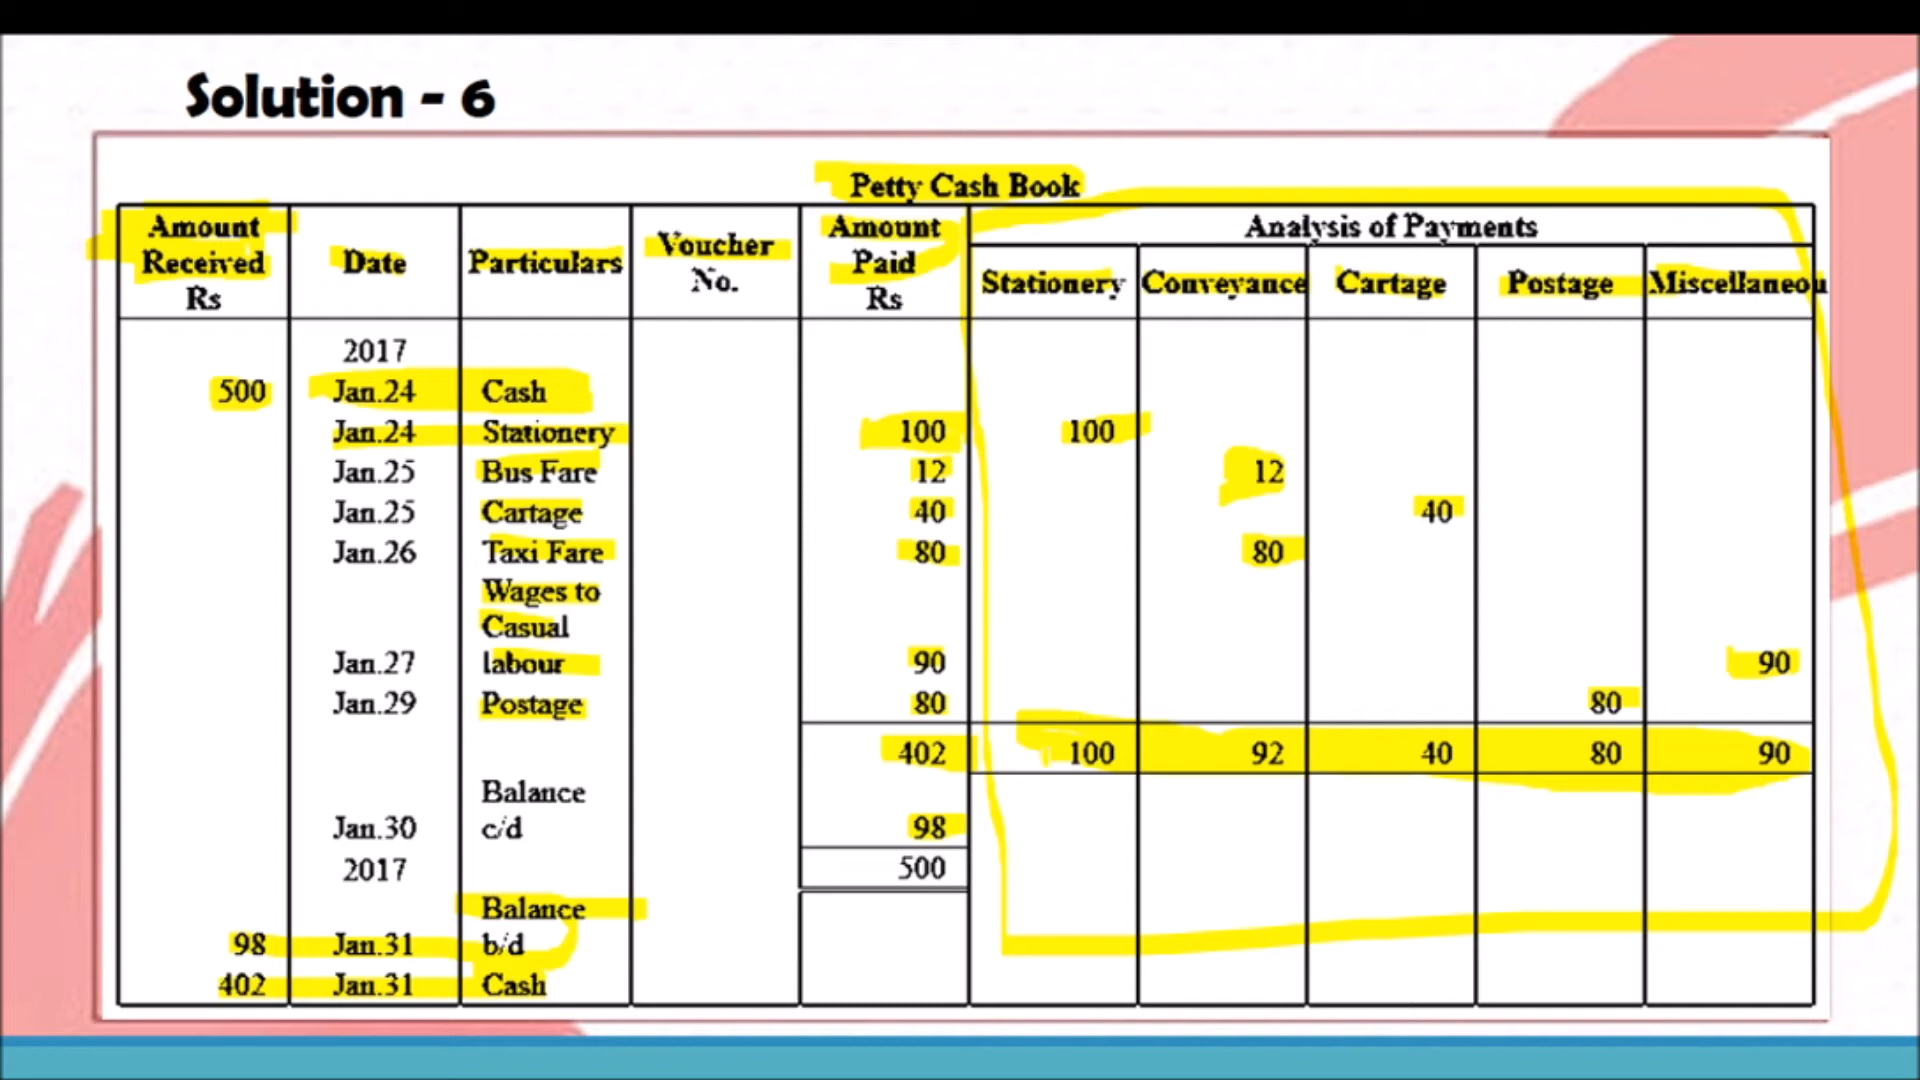 Solution - 6
Petty Cash Book
Amount Received Rs Date Particulars Voucher No. Amount Paid Rs Analysis of Payments
Stationery Conveyance Cartage Postage Miscellaneou
2017
500 Jan.24 Cash
Jan.24 Stationery 100 100
Jan.25 Bus Fare 12 12
Jan.25 Cartage 40 40
Jan.26 Taxi Fare 80 80
Wages to
Casual
Jan.27 labour 90 90
Jan.29 Postage 80 80
402 100 92 40 80 90
Balance
Jan.30 c/d 98
2017 500
Balance
98 Jan.31 b/d
402 Jan.31 Cash